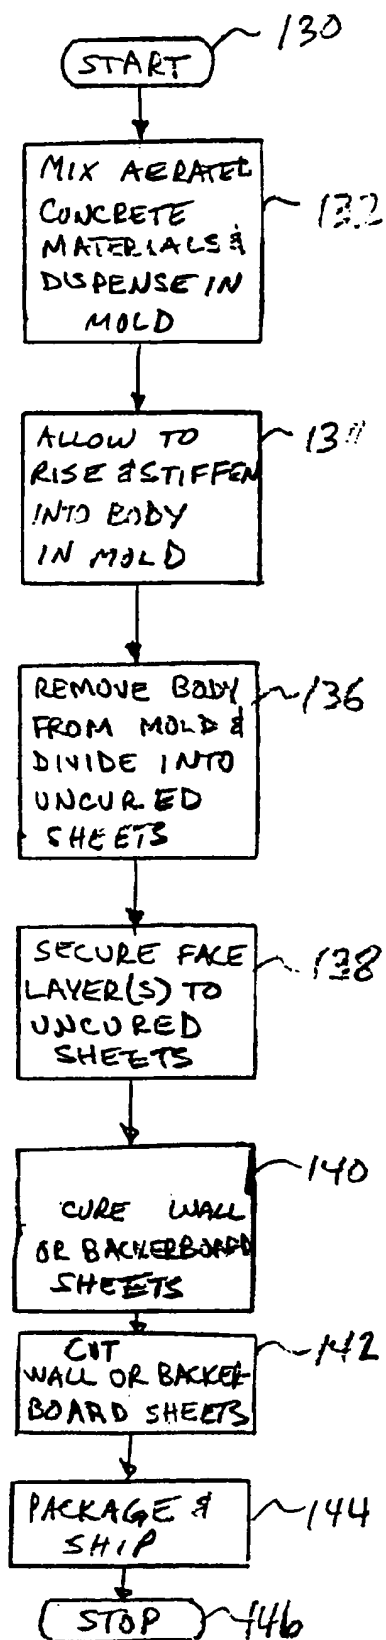 130
START
MIX AERATED
CONCRETE
MATERIALS &
DISPENSE IN
MOLD
132
ALLOW TO
RISE & STIFFEN
INTO BODY
IN MOLD
REMOVE BODY
FROM MOLD &
DIVIDE INTO
UNCURED
SHEETS
136
SECURE FACE
LAYER(S) TO
UNCURED
SHEETS
138
140
CURE WALL
OR BACKERBOARD
SHEETS
CUT
WALL OR BACKER-
BOARD SHEETS
142
PACKAGE &
SHIP
144
STOP
146